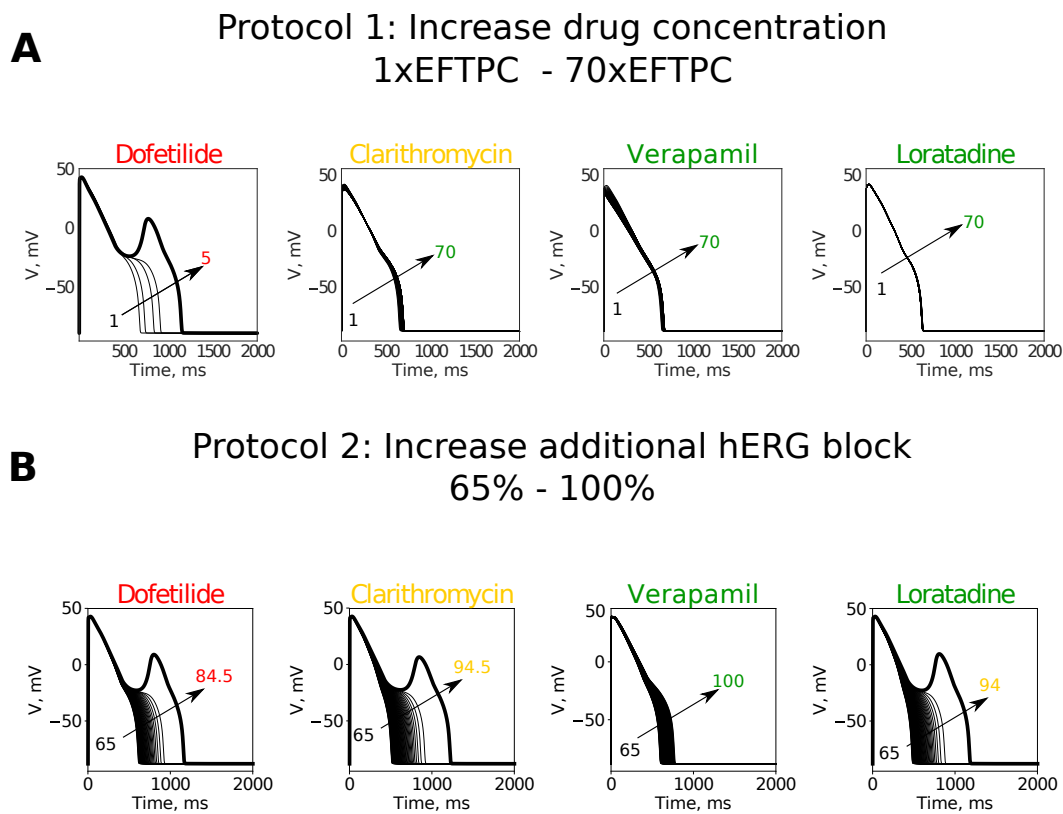 A
Protocol 1: Increase drug concentration
1xEFTPC - 70xEFTPC
Dofetilide
50
0
−50
V, mV
1
5
500 1000 1500 2000
Time, ms
Clarithromycin
50
0
−50
V, mV
1
70
0 500 1000 1500 2000
Time, ms
Verapamil
50
0
−50
V, mV
1
70
0 500 1000 1500 2000
Time, ms
Loratadine
50
0
−50
V, mV
1
70
0 500 1000 1500 2000
Time, ms
B
Protocol 2: Increase additional hERG block
65% - 100%
Dofetilide
50
0
−50
V, mV
65
84.5
0 1000 2000
Time, ms
Clarithromycin
50
0
−50
V, mV
65
94.5
0 1000 2000
Time, ms
Verapamil
50
0
−50
V, mV
65
100
0 1000 2000
Time, ms
Loratadine
50
0
−50
V, mV
65
94
0 1000 2000
Time, ms